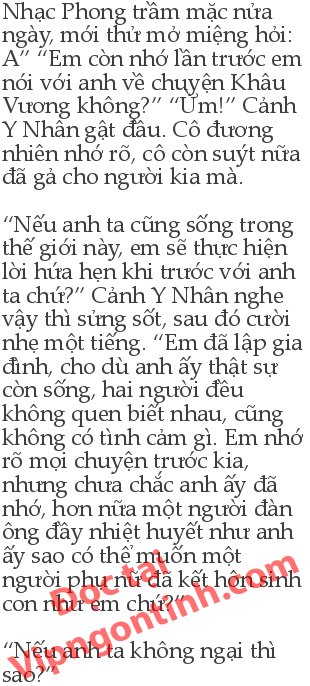 Nhạc Phong trầm mặc nửa
ngày, mới thử mở miệng hỏi:
A” “Em còn nhớ lần trước em
nói với anh về chuyện Khâu
Vương không?” “Ừm!” Cảnh
Y Nhân gật đầu. Cô đương
nhiên nhớ rõ, cô còn suýt nữa
đã gả cho người kia mà.

“Nếu anh ta cũng sống trong
thế giới này, em sẽ thực hiện
lời hứa hẹn khi trước với anh
ta chứ?” Cảnh Y Nhân nghe
vậy thì sửng sốt, sau đó cười
nhẹ một tiếng. “Em đã lập gia
đình, cho dù anh ấy thật sự
còn sống, hai người đều
không quen biết nhau, cũng
không có tình cảm gì. Em nhớ
rõ mọi chuyện trước kia,
nhưng chưa chắc anh ấy đã
nhớ, hơn nữa một người đàn
ông đầy nhiệt huyết như anh
ấy sao có thể muốn một
người phụ nữ đã kết hôn sinh
con như em chứ?”

“Nếu anh ta không ngại thì
sao?”
Đọc tại
Vipngontinh.com